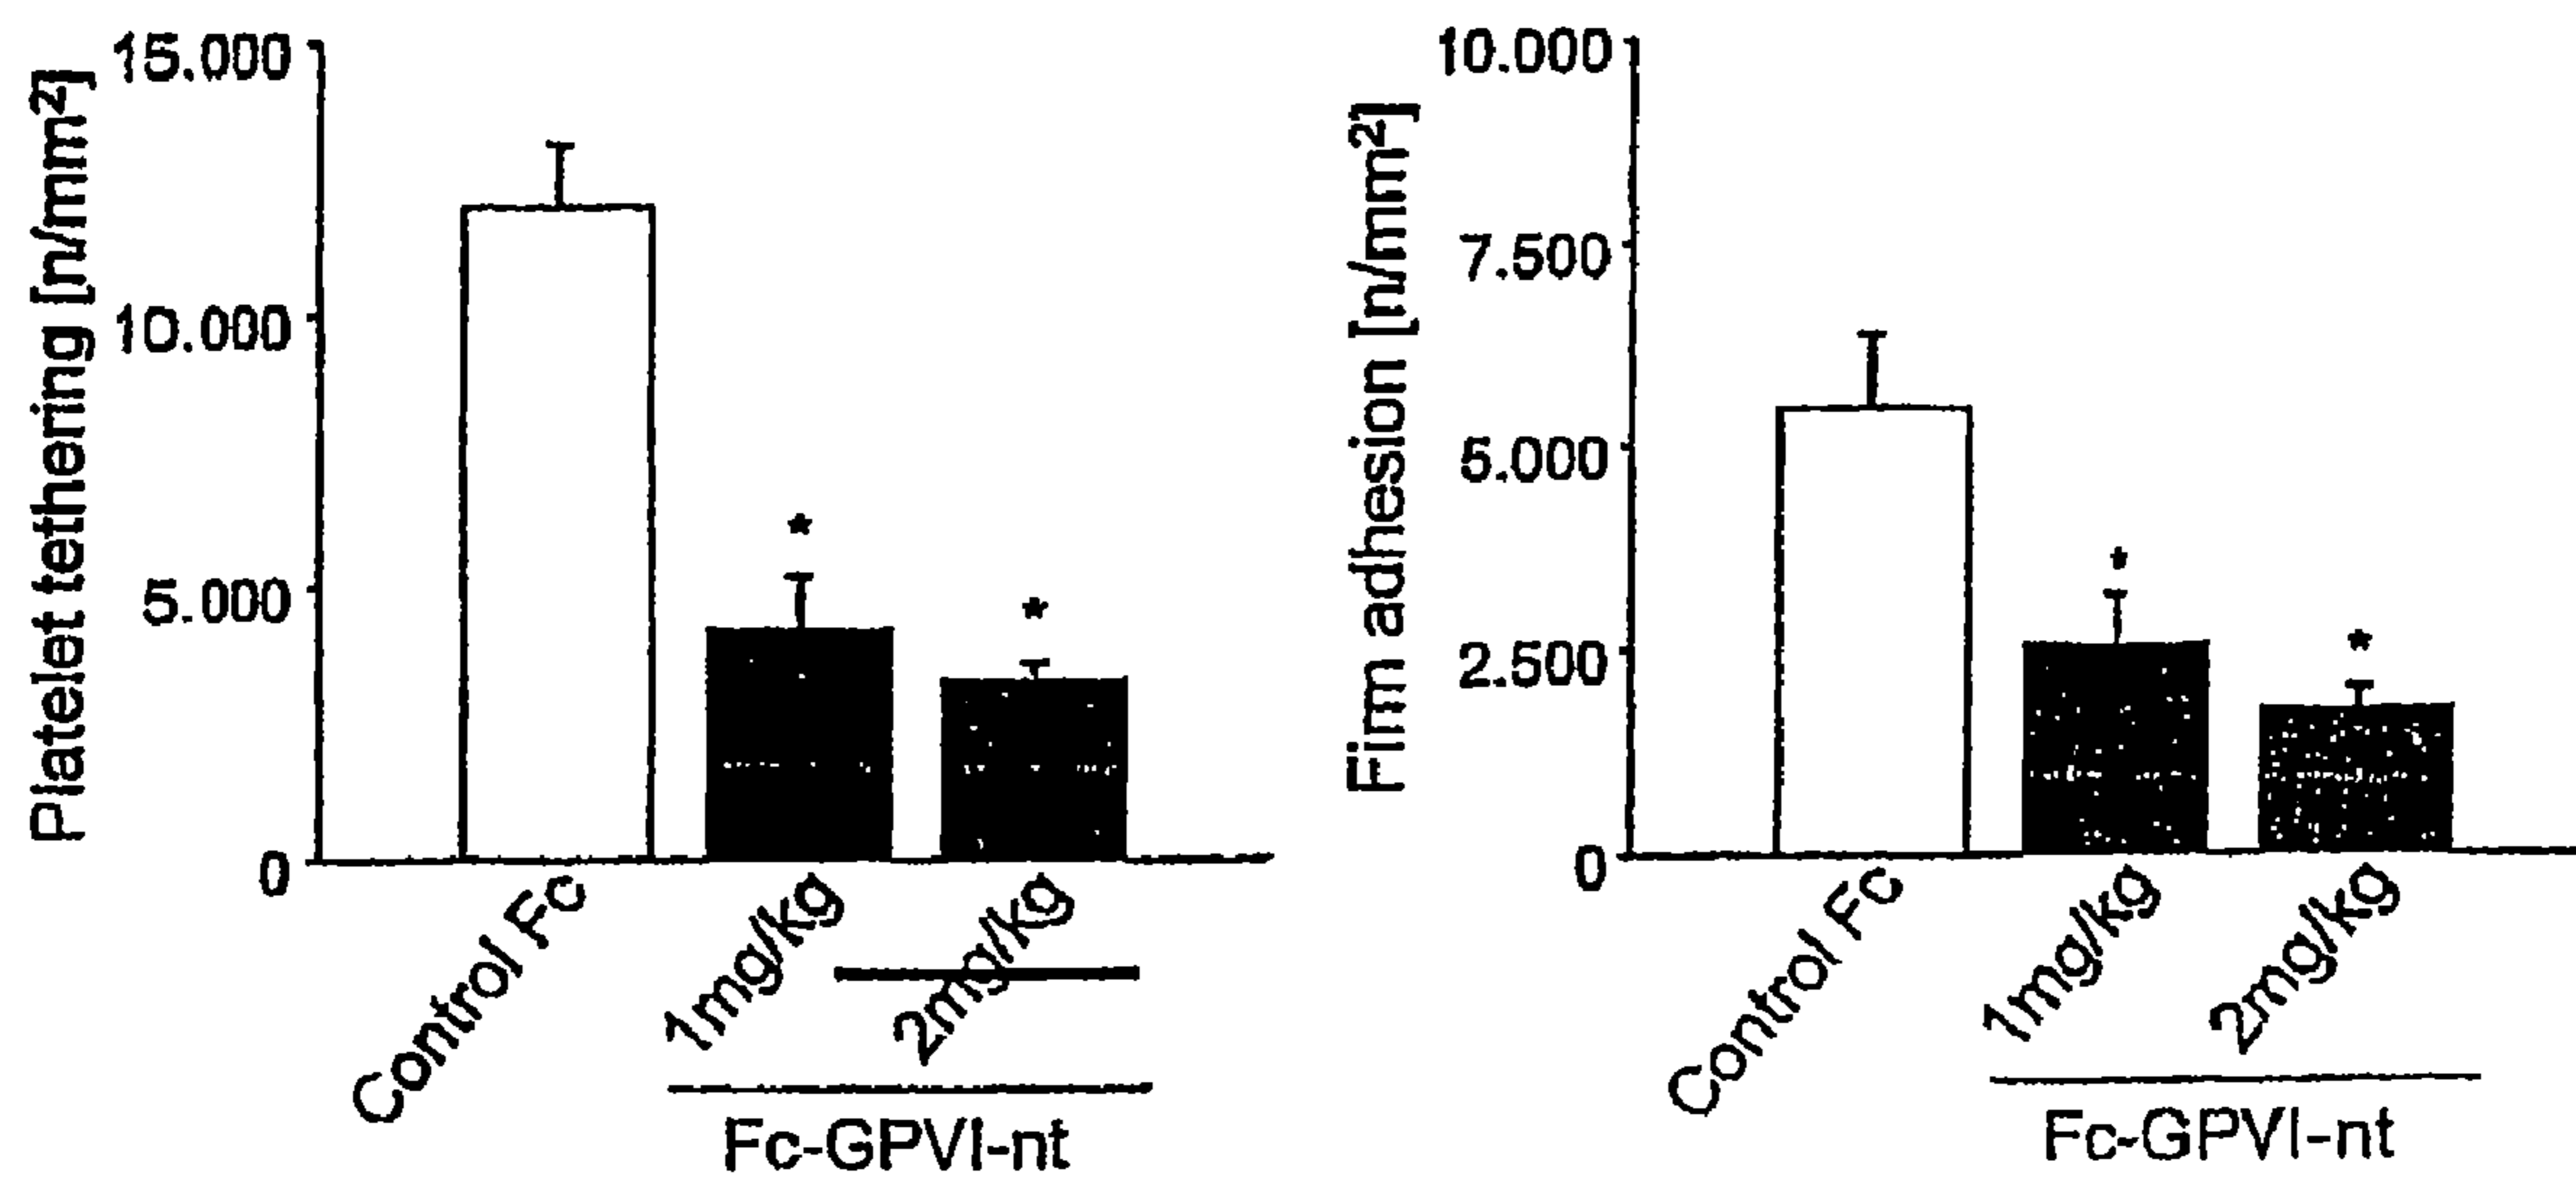 Platelet tethering [n/mm²]
15.000
10.000
5.000
0
*
*
Control Fc
1mg/kg
2mg/kg
Fc-GPVI-nt
Firm adhesion [n/mm²]
10.000
7.500
5.000
2.500
0
*
*
Control Fc
1mg/kg
2mg/kg
Fc-GPVI-nt